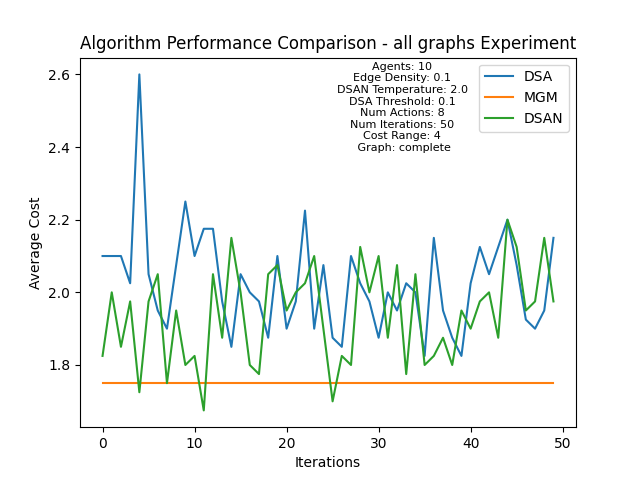 Algorithm Performance Comparison - all graphs Experiment
Agents: 10
Edge Density: 0.1
DSAN Temperature: 2.0
DSA Threshold: 0.1
Num Actions: 8
Num Iterations: 50
Cost Range: 4
Graph: complete
DSA
MGM
DSAN
Average Cost
2.6
2.4
2.2
2.0
1.8
0
10
20
30
40
50
Iterations